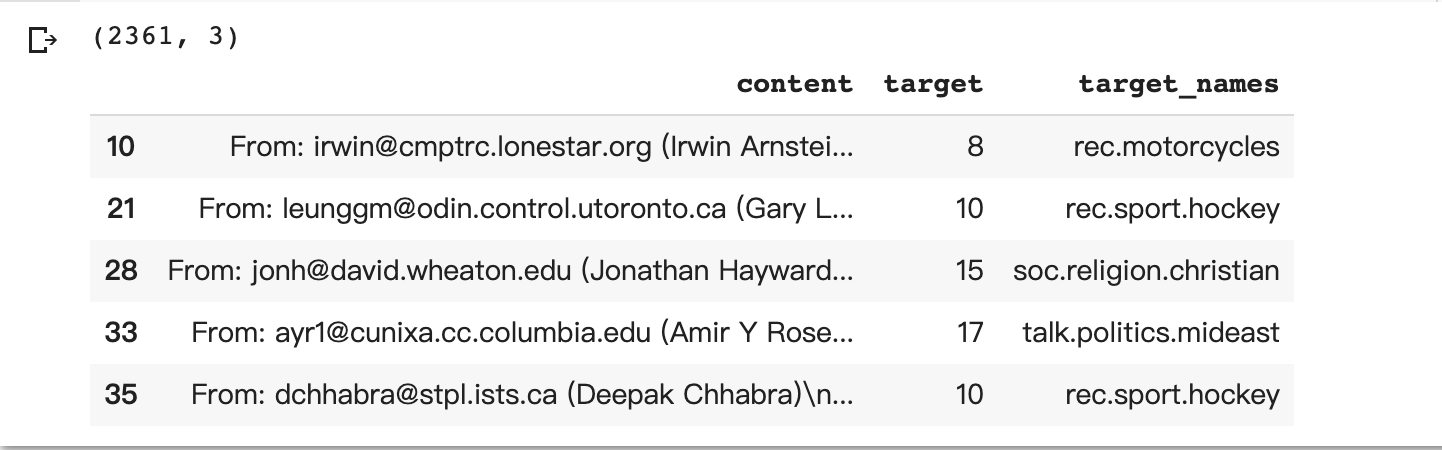 (2361, 3)
content target target_names
10 From: irwin@cmptrc.lonestar.org (Irwin Arnstei... 8 rec.motorcycles
21 From: leunggm@odin.control.utoronto.ca (Gary L... 10 rec.sport.hockey
28 From: jonh@david.wheaton.edu (Jonathan Hayward... 15 soc.religion.christian
33 From: ayr1@cunixa.cc.columbia.edu (Amir Y Rose... 17 talk.politics.mideast
35 From: dchhabra@stpl.ists.ca (Deepak Chhabra)\n... 10 rec.sport.hockey